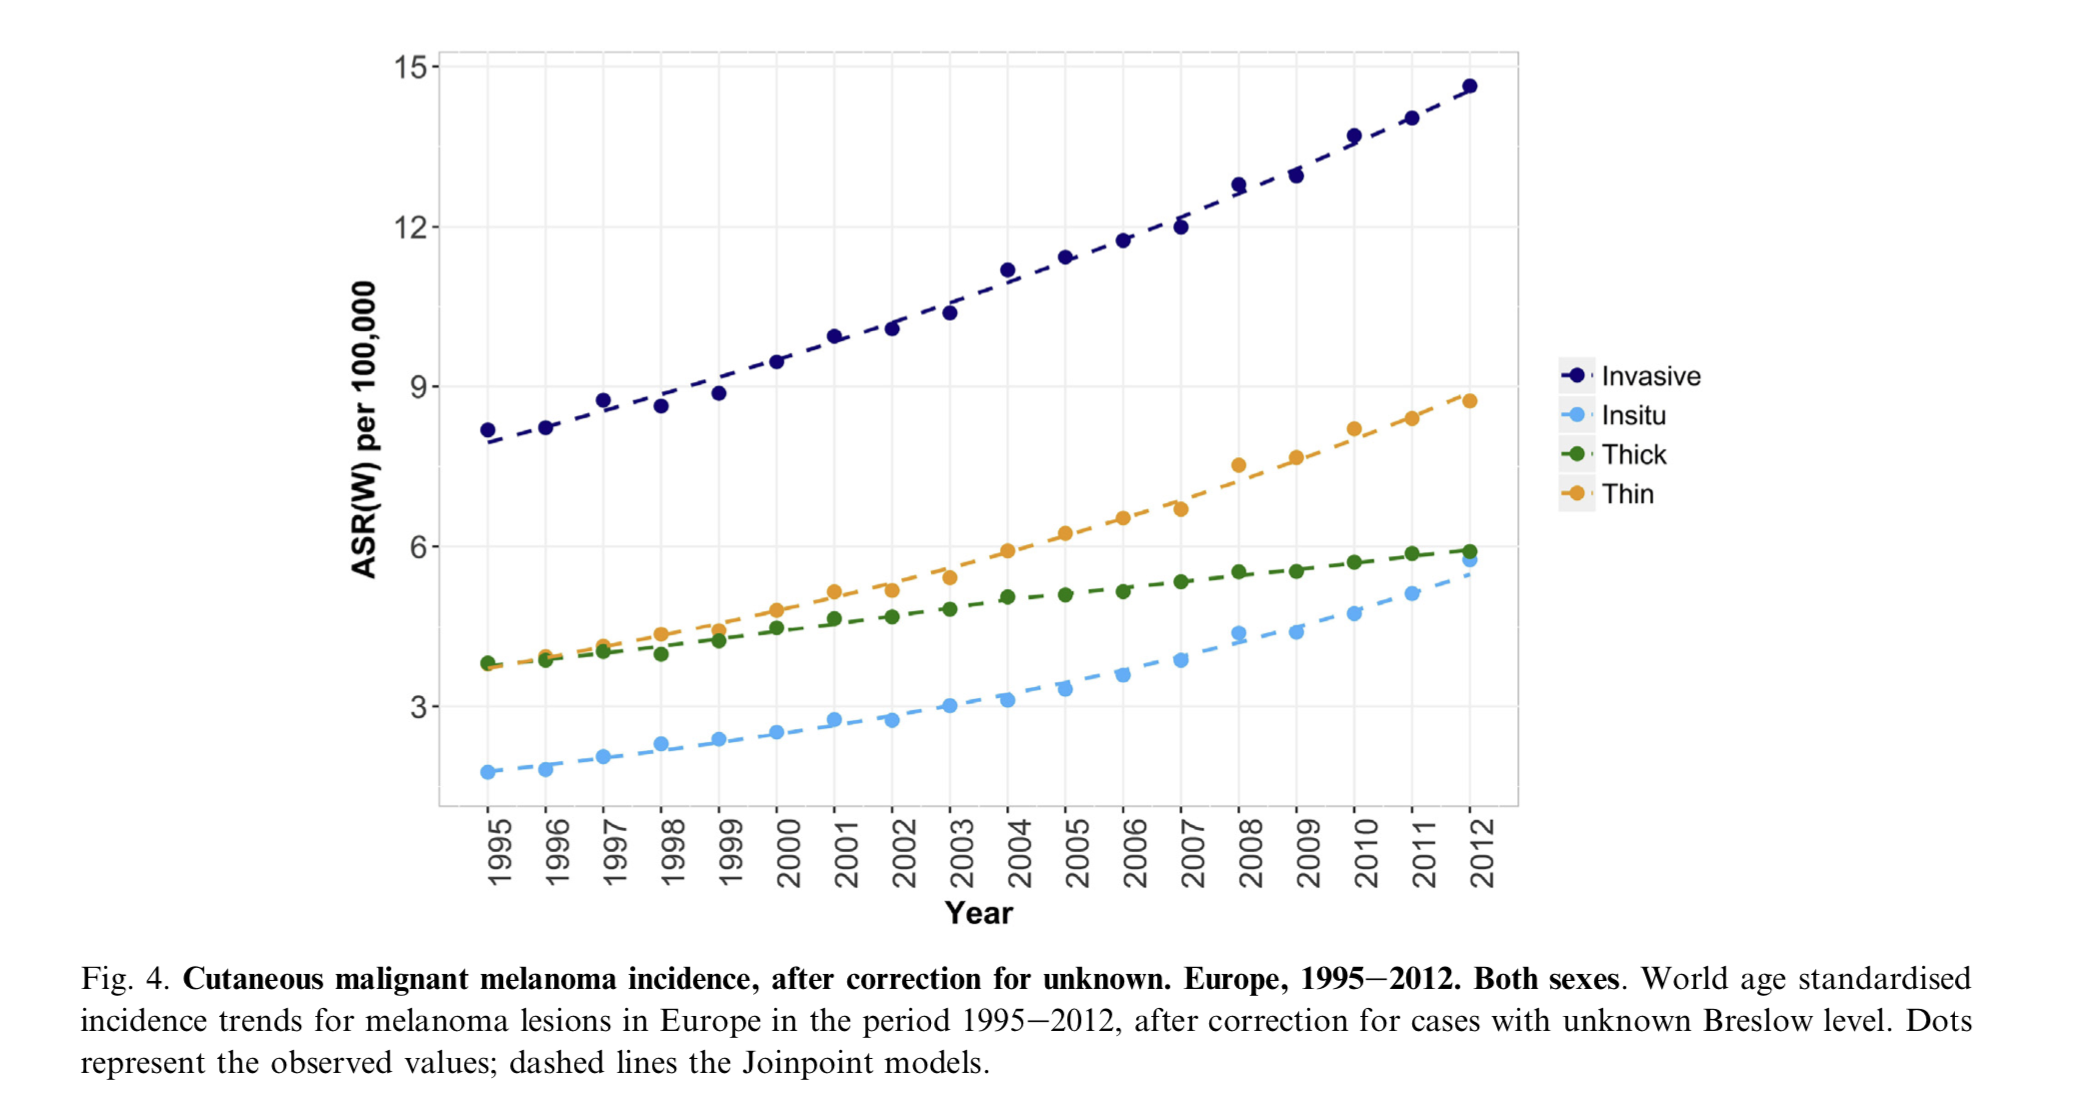 15
12
9
6
3
ASR(W) per 100,000
1995
1996
1997
1998
1999
2000
2001
2002
2003
2004
2005
2006
2007
2008
2009
2010
2011
2012
Year
Invasive
Insitu
Thick
Thin
Fig. 4. Cutaneous malignant melanoma incidence, after correction for unknown. Europe, 1995–2012. Both sexes. World age standardised
incidence trends for melanoma lesions in Europe in the period 1995–2012, after correction for cases with unknown Breslow level. Dots
represent the observed values; dashed lines the Joinpoint models.